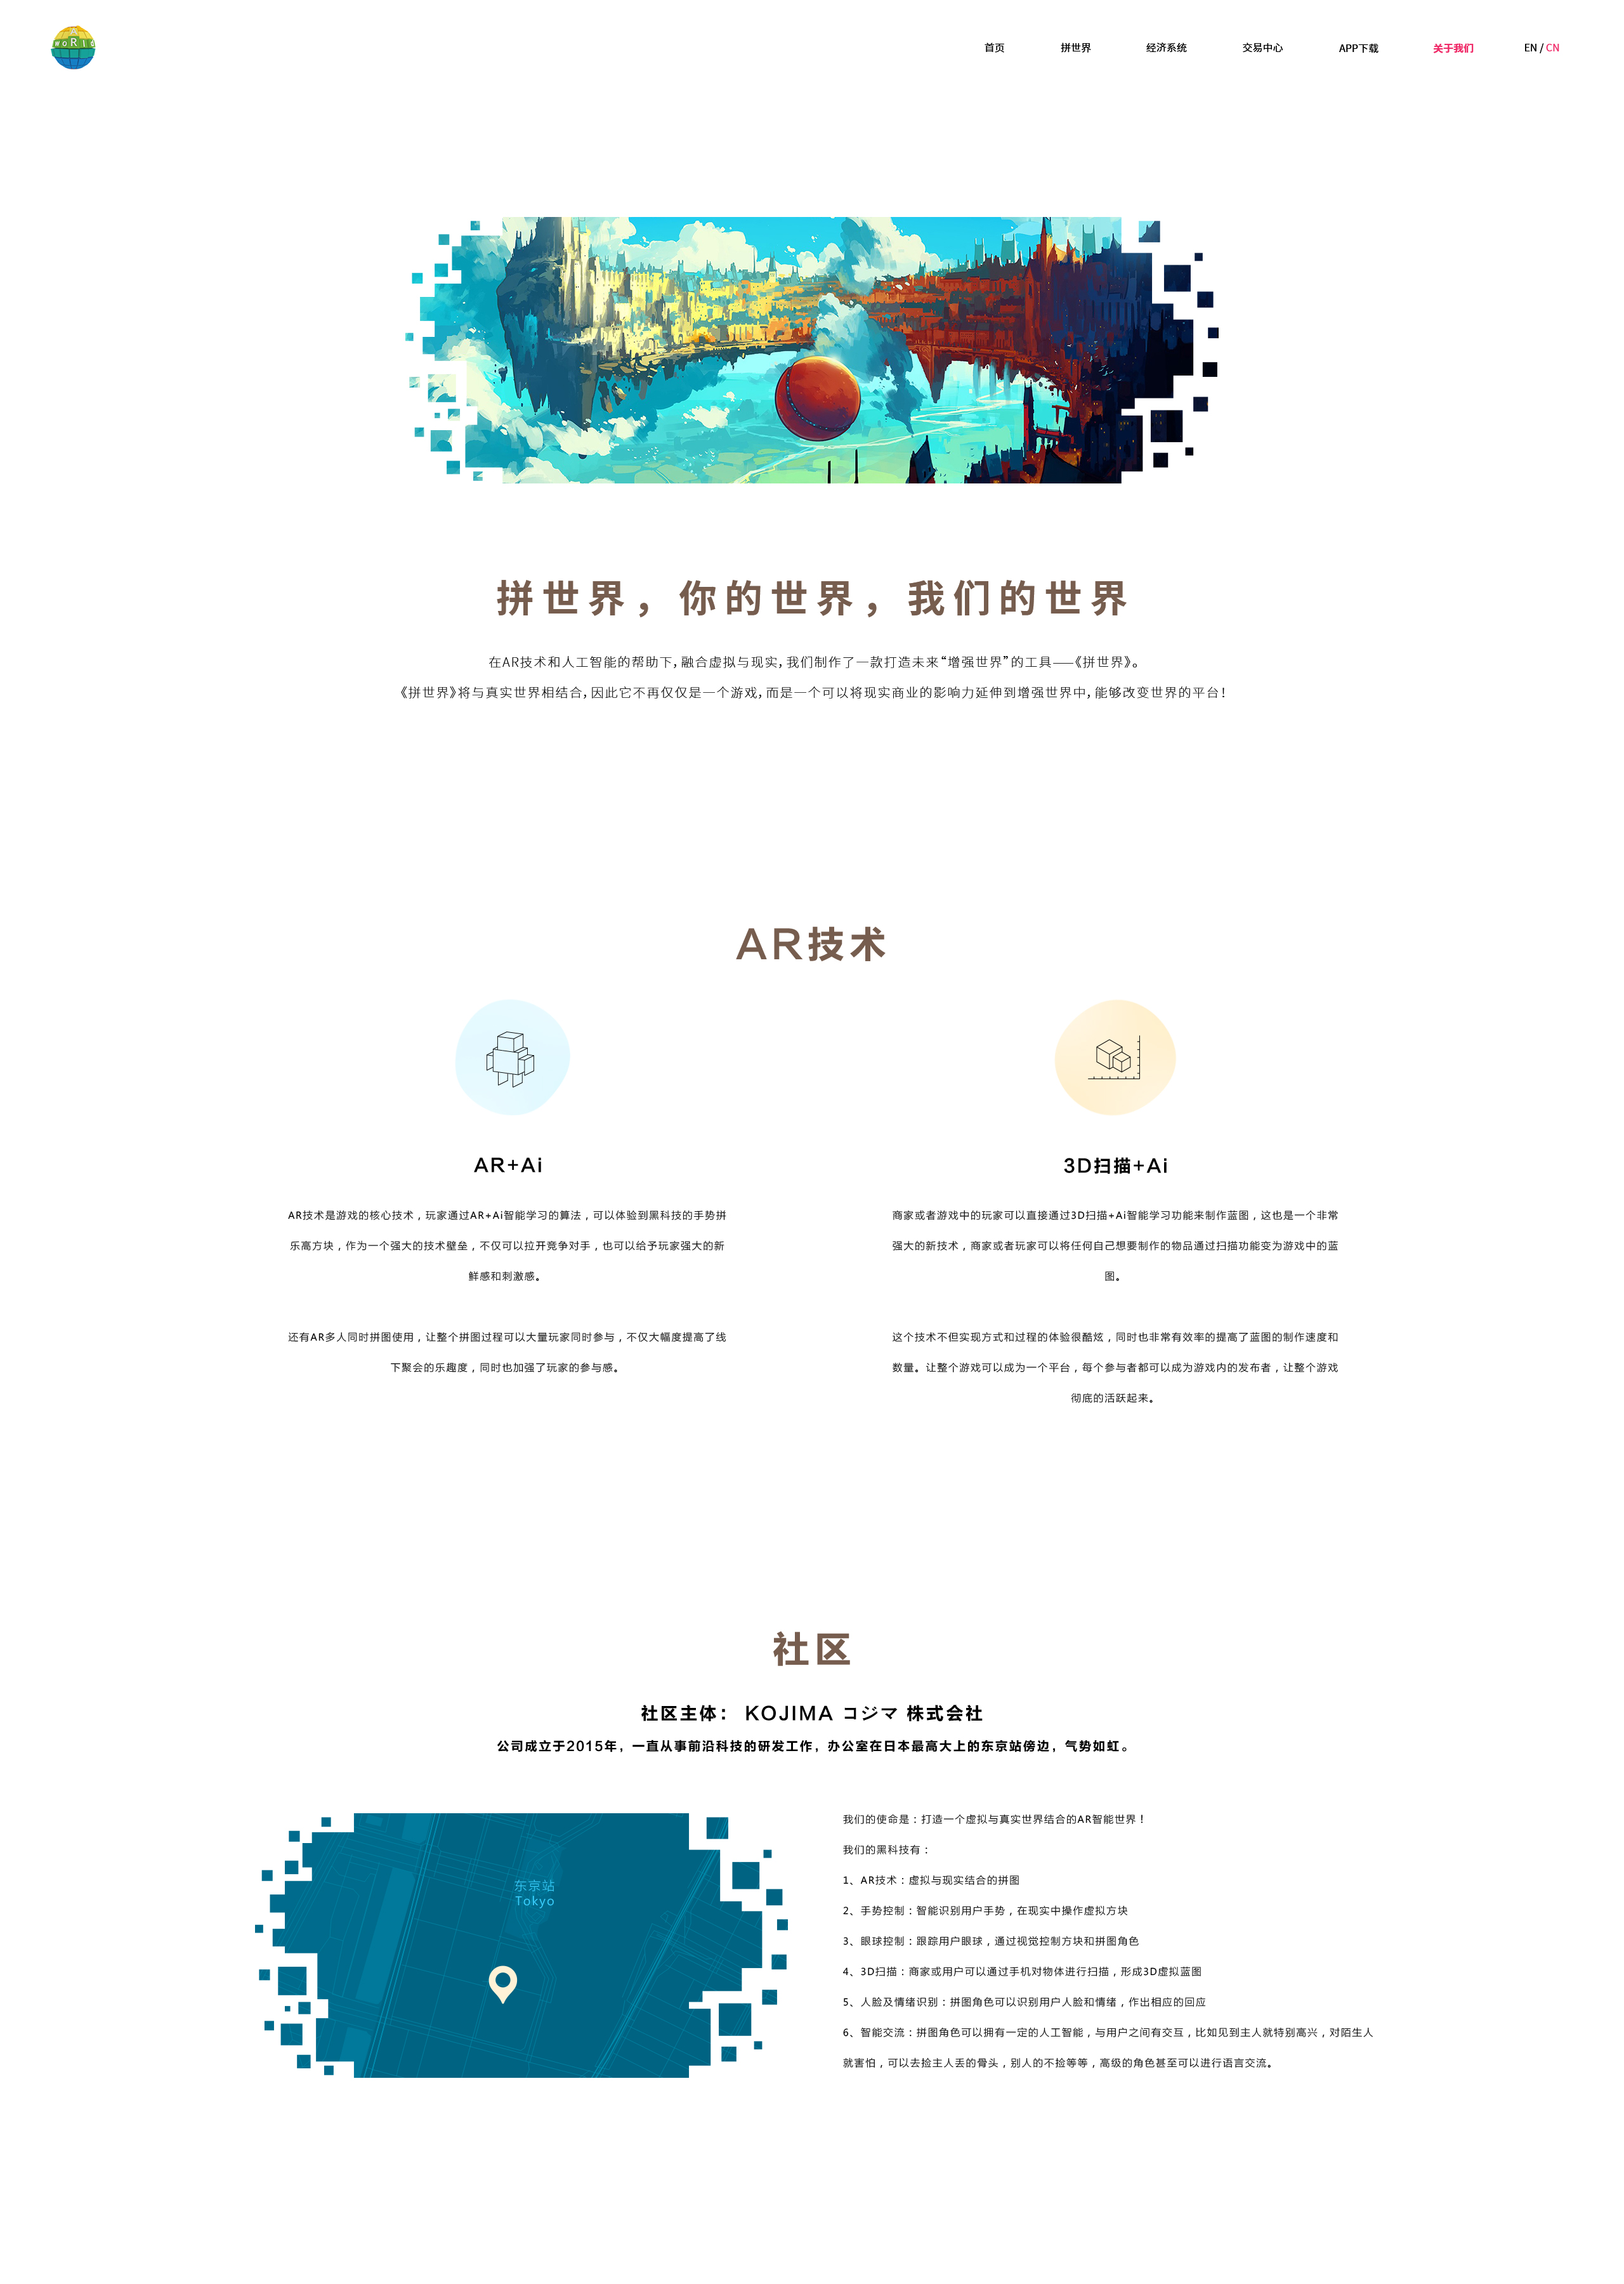 WORLD
首页 拼世界 经济系统 交易中心 APP下载 关于我们 EN / CN
拼世界，你的世界，我们的世界
在AR技术和人工智能的帮助下，融合虚拟与现实，我们制作了一款打造未来“增强世界”的工具——《拼世界》。
《拼世界》将与真实世界相结合，因此它不再仅仅是一个游戏，而是一个可以将现实商业的影响力延伸到增强世界中，能够改变世界的平台！
AR技术
AR+Ai
AR技术是游戏的核心技术，玩家通过AR+Ai智能学习的算法，可以体验到黑科技的手势拼
乐高方块，作为一个强大的技术壁垒，不仅可以拉开竞争对手，也可以给予玩家强大的新
鲜感和刺激感。
还有AR多人同时拼图使用，让整个拼图过程可以大量玩家同时参与，不仅大幅度提高了线
下聚会的乐趣度，同时也加强了玩家的参与感。
3D扫描+Ai
商家或者游戏中的玩家可以直接通过3D扫描+Ai智能学习功能来制作蓝图，这也是一个非常
强大的新技术，商家或者玩家可以将任何自己想要制作的物品通过扫描功能变为游戏中的蓝
图。
这个技术不但实现方式和过程的体验很酷炫，同时也非常有效率的提高了蓝图的制作速度和
数量。让整个游戏可以成为一个平台，每个参与者都可以成为游戏内的发布者，让整个游戏
彻底的活跃起来。
社区
社区主体： KOJIMA コジマ 株式会社
公司成立于2015年，一直从事前沿科技的研发工作，办公室在日本最高大上的东京站傍边，气势如虹。
东京站
Tokyo
我们的使命是：打造一个虚拟与真实世界结合的AR智能世界！
我们的黑科技有：
1、AR技术：虚拟与现实结合的拼图
2、手势控制：智能识别用户手势，在现实中操作虚拟方块
3、眼球控制：跟踪用户眼球，通过视觉控制方块和拼图角色
4、3D扫描：商家或用户可以通过手机对物体进行扫描，形成3D虚拟蓝图
5、人脸及情绪识别：拼图角色可以识别用户人脸和情绪，作出相应的回应
6、智能交流：拼图角色可以拥有一定的人工智能，与用户之间有交互，比如见到主人就特别高兴，对陌生人
就害怕，可以去捡主人丢的骨头，别人的不捡等等，高级的角色甚至可以进行语言交流。